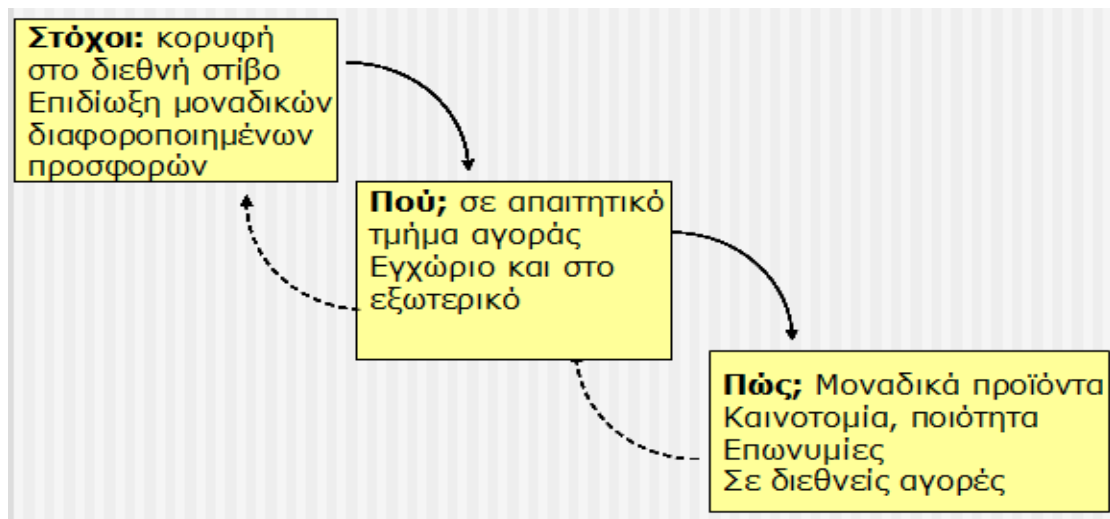 Στόχοι: κορυφή
στο διεθνή στίβο
Επιδίωξη μοναδικών
διαφοροποιημένων
προσφορών
Πού; σε απαιτητικό
τμήμα αγοράς
Εγχώριο και στο
εξωτερικό
Πώς; Μοναδικά προϊόντα
Καινοτομία, ποιότητα
Επωνυμίες
Σε διεθνείς αγορές